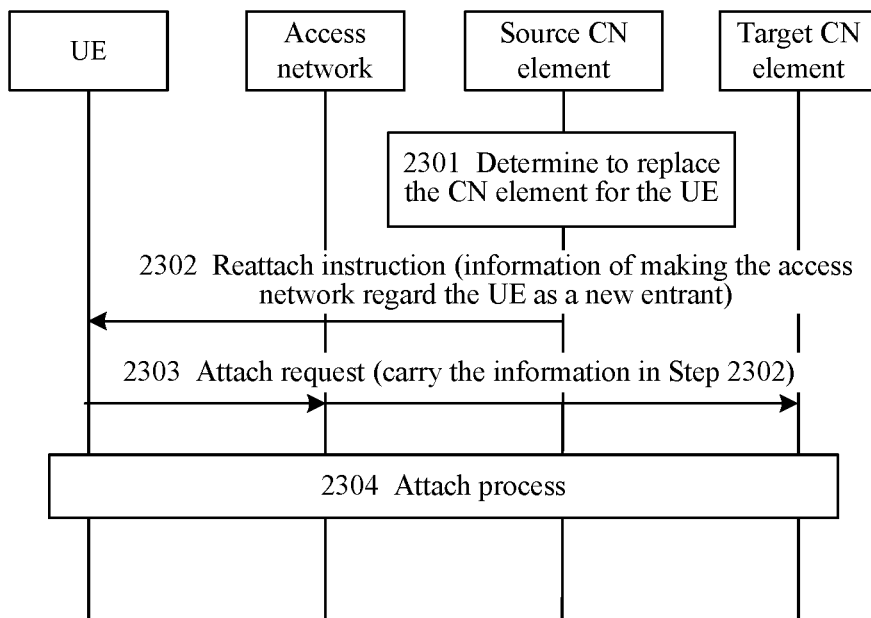 UE
Access
network
Source CN
element
Target CN
element
2301 Determine to replace
the CN element for the UE
2302 Reattach instruction (information of making the access
network regard the UE as a new entrant)
2303 Attach request (carry the information in Step 2302)
2304 Attach process